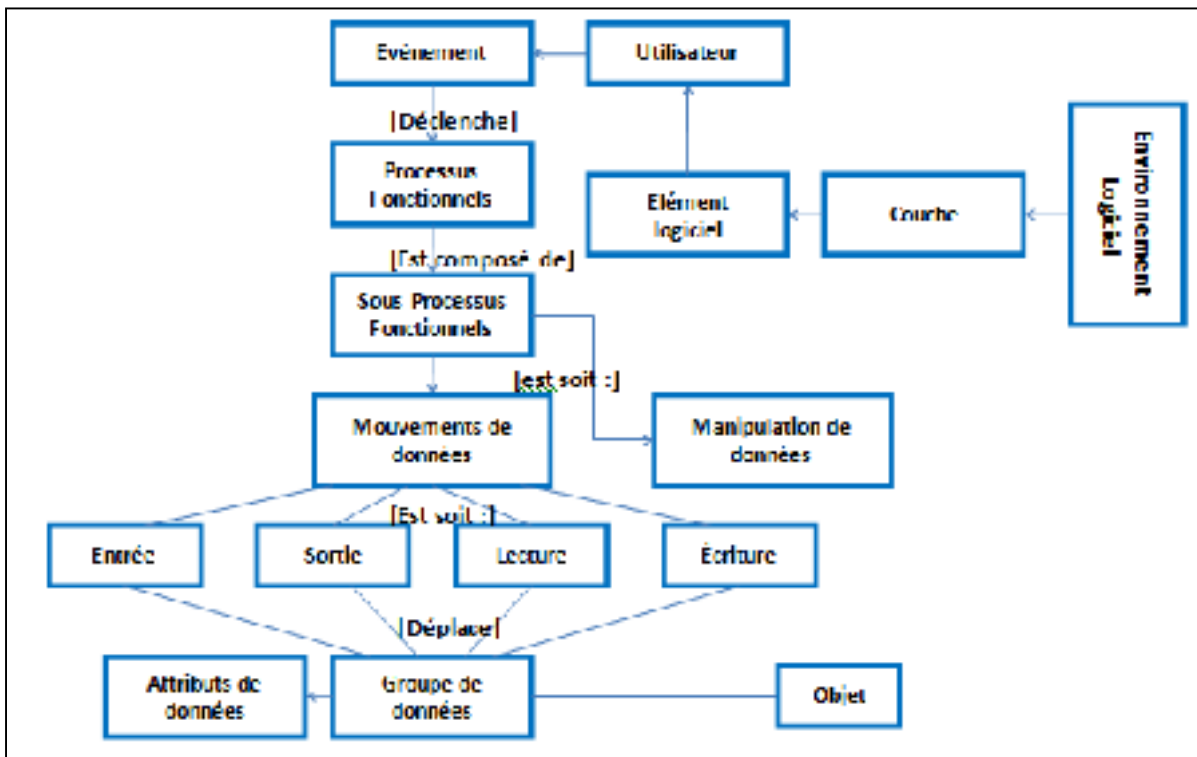 Evénement
Utilisateur
[Déclenche]
Processus
Fonctionnels
Elément
logiciel
Couche
Environnement
Logiciel
[Est composé de]
Sous Processus
Fonctionnels
[est soit :]
Mouvements de
données
Manipulation de
données
[Est soit :]
Entrée
Sortie
Lecture
Écriture
[Déplace[
Attributs de
données
Groupe de
données
Objet